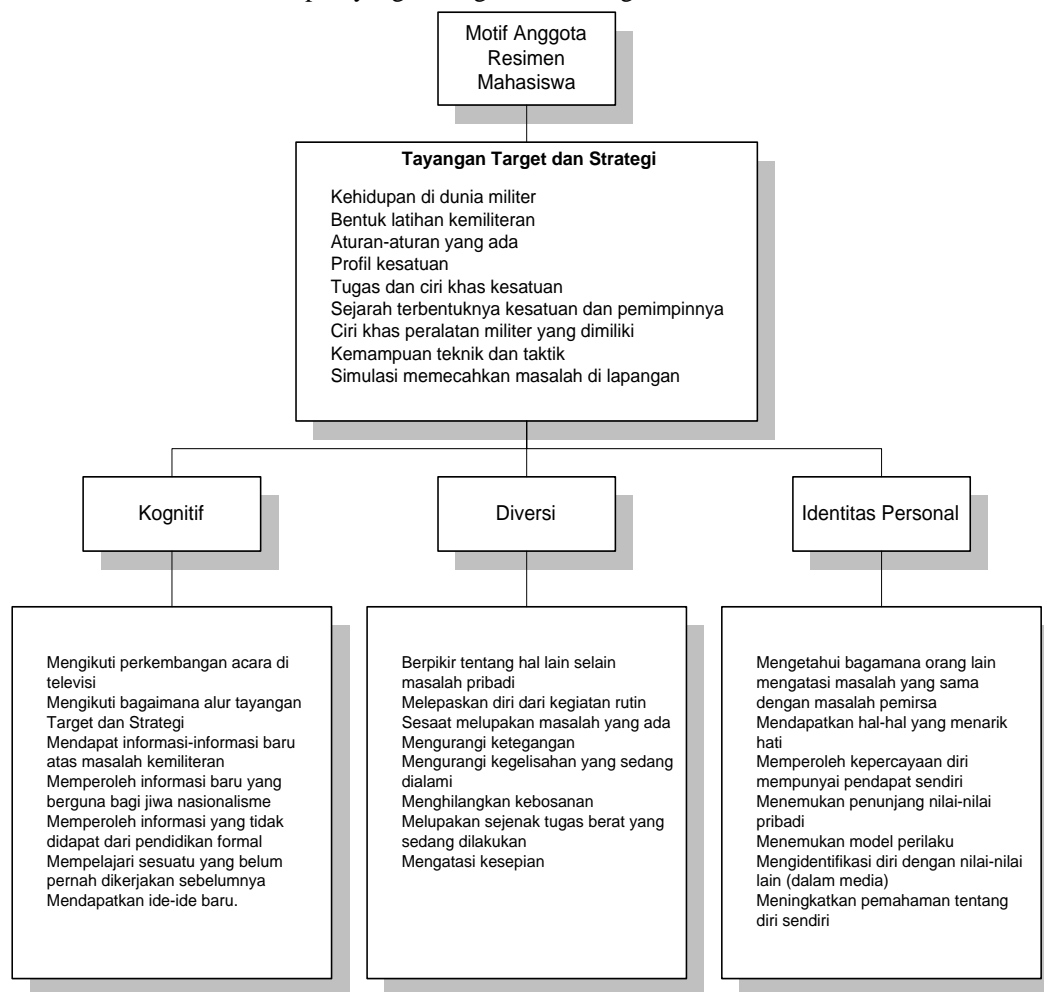 Motif Anggota
Resimen
Mahasiswa
Tayangan Target dan Strategi
Kehidupan di dunia militer
Bentuk latihan kemiliteran
Aturan-aturan yang ada
Profil kesatuan
Tugas dan ciri khas kesatuan
Sejarah terbentuknya kesatuan dan pemimpinnya
Ciri khas peralatan militer yang dimiliki
Kemampuan teknik dan taktik
Simulasi memecahkan masalah di lapangan
Kognitif
Diversi
Identitas Personal
Mengikuti perkembangan acara di
televisi
Mengikuti bagaimana alur tayangan
Target dan Strategi
Mendapat informasi-informasi baru
atas masalah kemiliteran
Memperoleh informasi baru yang
berguna bagi jiwa nasionalisme
Memperoleh informasi yang tidak
didapat dari pendidikan formal
Mempelajari sesuatu yang belum
pernah dikerjakan sebelumnya
Mendapatkan ide-ide baru.
Berpikir tentang hal lain selain
masalah pribadi
Melepaskan diri dari kegiatan rutin
Sesaat melupakan masalah yang ada
Mengurangi ketegangan
Mengurangi kegelisahan yang sedang
dialami
Menghilangkan kebosanan
Melupakan sejenak tugas berat yang
sedang dilakukan
Mengatasi kesepian
Mengetahui bagamana orang lain
mengatasi masalah yang sama
dengan masalah pemirsa
Mendapatkan hal-hal yang menarik
hati
Memperoleh kepercayaan diri
mempunyai pendapat sendiri
Menemukan penunjang nilai-nilai
pribadi
Menemukan model perilaku
Mengidentifikasi diri dengan nilai-nilai
lain (dalam media)
Meningkatkan pemahaman tentang
diri sendiri